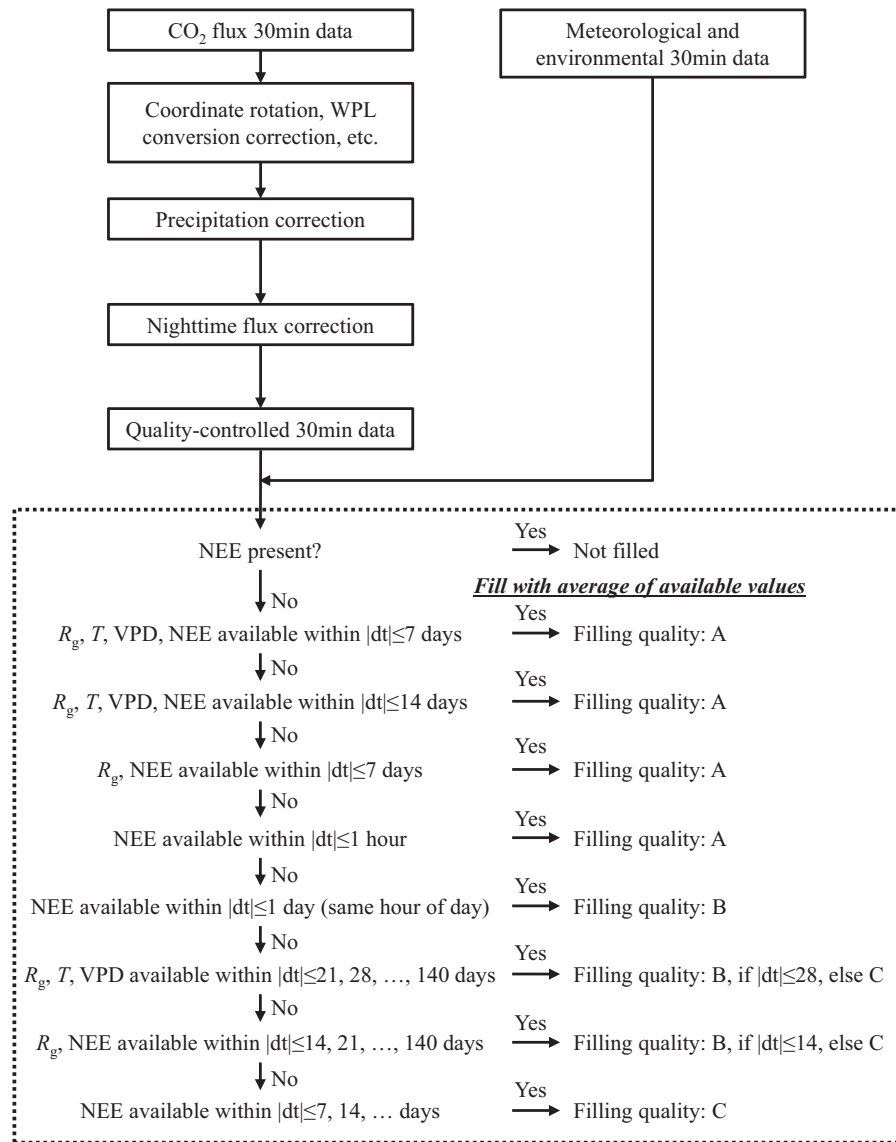 CO₂ flux 30min data
Meteorological and
environmental 30min data
Coordinate rotation, WPL
conversion correction, etc.
Precipitation correction
Nighttime flux correction
Quality-controlled 30min data
NEE present?
Yes
Not filled
Fill with average of available values
No
Rg, T, VPD, NEE available within |dt|≤7 days
Yes
Filling quality: A
No
Rg, T, VPD, NEE available within |dt|≤14 days
Yes
Filling quality: A
No
Rg, NEE available within |dt|≤7 days
Yes
Filling quality: A
No
NEE available within |dt|≤1 hour
Yes
Filling quality: A
No
NEE available within |dt|≤1 day (same hour of day)
Yes
Filling quality: B
No
Rg, T, VPD available within |dt|≤21, 28, …, 140 days
Yes
Filling quality: B, if |dt|≤28, else C
No
Rg, NEE available within |dt|≤14, 21, …, 140 days
Yes
Filling quality: B, if |dt|≤14, else C
No
NEE available within |dt|≤7, 14, … days
Yes
Filling quality: C